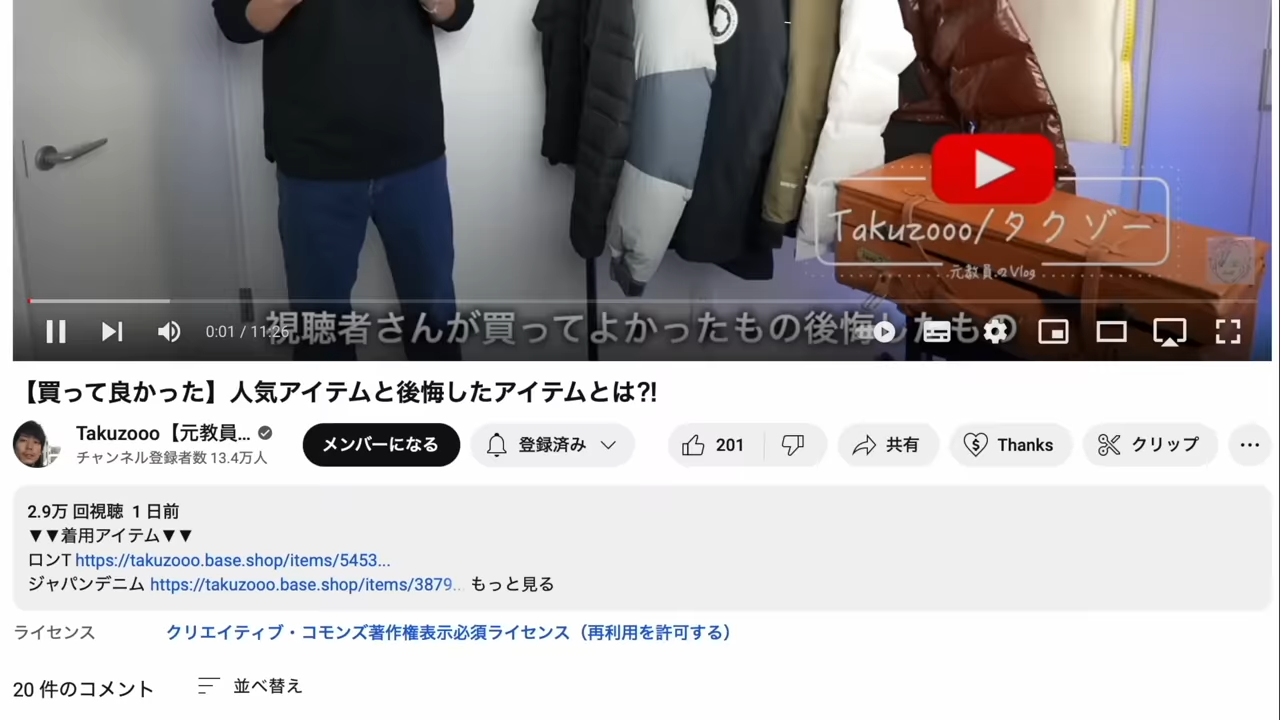 Takuzooo/タクゾー
元教員のVlog
0:01 / 11:26
視聴者さんが買ってよかったもの後悔したもの
【買って良かった】人気アイテムと後悔したアイテムとは⁈
Takuzooo【元教員...
チャンネル登録者数 13.4万人
メンバーになる
登録済み
201
共有
Thanks
クリップ
2.9万 回視聴 1 日前
▼▼着用アイテム▼▼
ロンT https://takuzooo.base.shop/items/5453...
ジャパンデニム https://takuzooo.base.shop/items/3879... もっと見る
ライセンス
クリエイティブ・コモンズ著作権表示必須ライセンス（再利用を許可する）
20 件のコメント
並べ替え